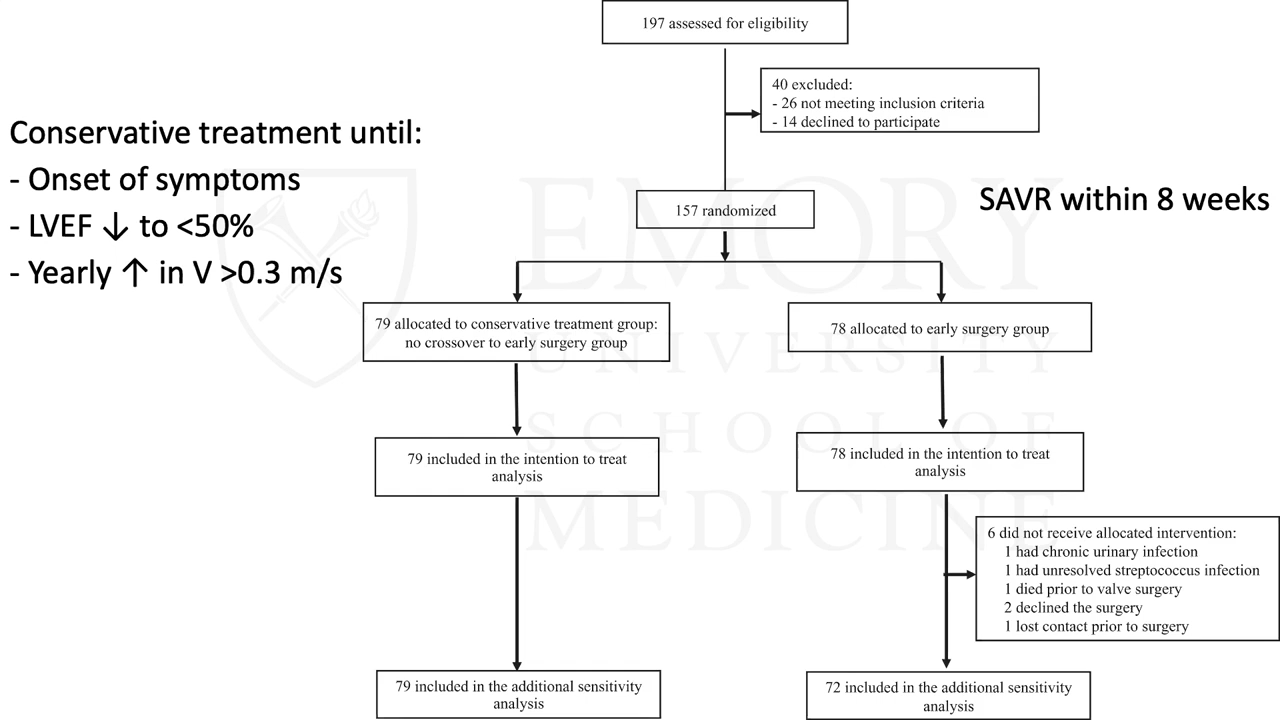 197 assessed for eligibility
40 excluded:
- 26 not meeting inclusion criteria
- 14 declined to participate
Conservative treatment until:
- Onset of symptoms
- LVEF ↓ to <50%
- Yearly ↑ in V >0.3 m/s
157 randomized
SAVR within 8 weeks
79 allocated to conservative treatment group:
no crossover to early surgery group
78 allocated to early surgery group
79 included in the intention to treat
analysis
78 included in the intention to treat
analysis
6 did not receive allocated intervention:
1 had chronic urinary infection
1 had unresolved streptococcus infection
1 died prior to valve surgery
2 declined the surgery
1 lost contact prior to surgery
79 included in the additional sensitivity
analysis
72 included in the additional sensitivity
analysis
EMORY
UNIVERSITY
SCHOOL OF
MEDICINE